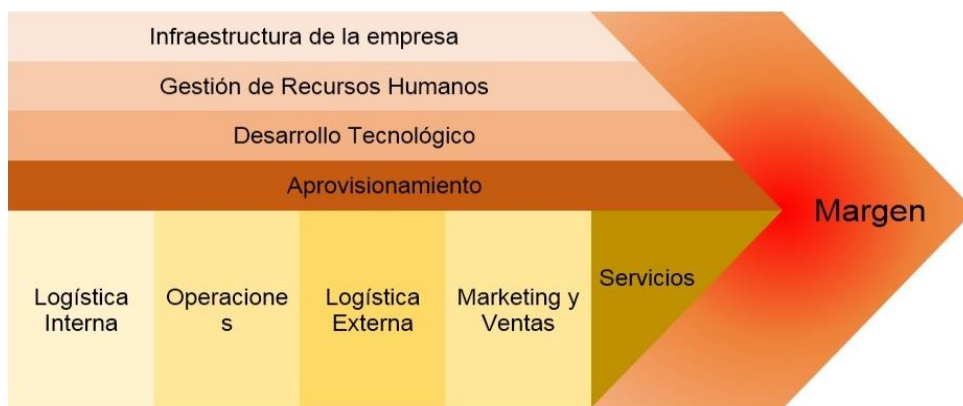 Infraestructura de la empresa
Gestión de Recursos Humanos
Desarrollo Tecnológico
Aprovisionamiento
Margen
Logística
Interna
Operacione
s
Logística
Externa
Marketing y
Ventas
Servicios